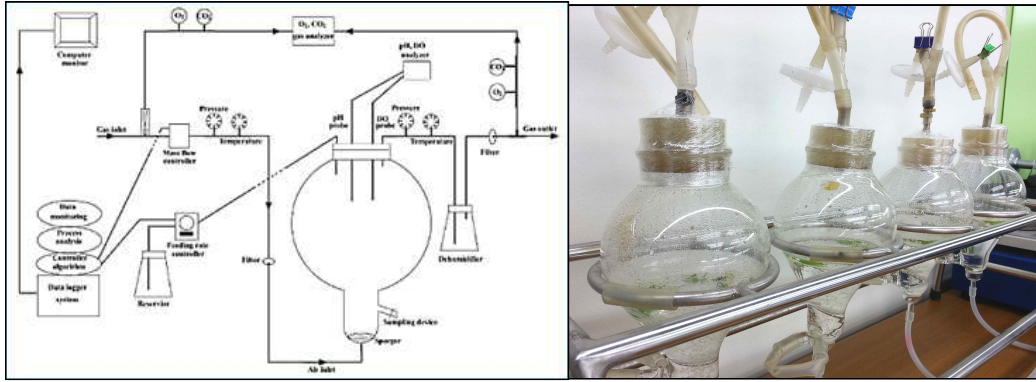 O₂
CO₂
O₂, CO₂
gas analyzer
pH, DO
analyzer
Computer
monitor
CO₂
O₂
Gas inlet
Pressure
Temperature
Mass flow
controller
pH
probe
DO
probe
Pressure
Temperature
Filter
Gas outlet
Data
monitoring
Process
analysis
Controller
algorithm
Data logger
system
Feeding rate
controller
Reservior
Filter
Dehumidifier
Sampling device
Sparger
Air inlet